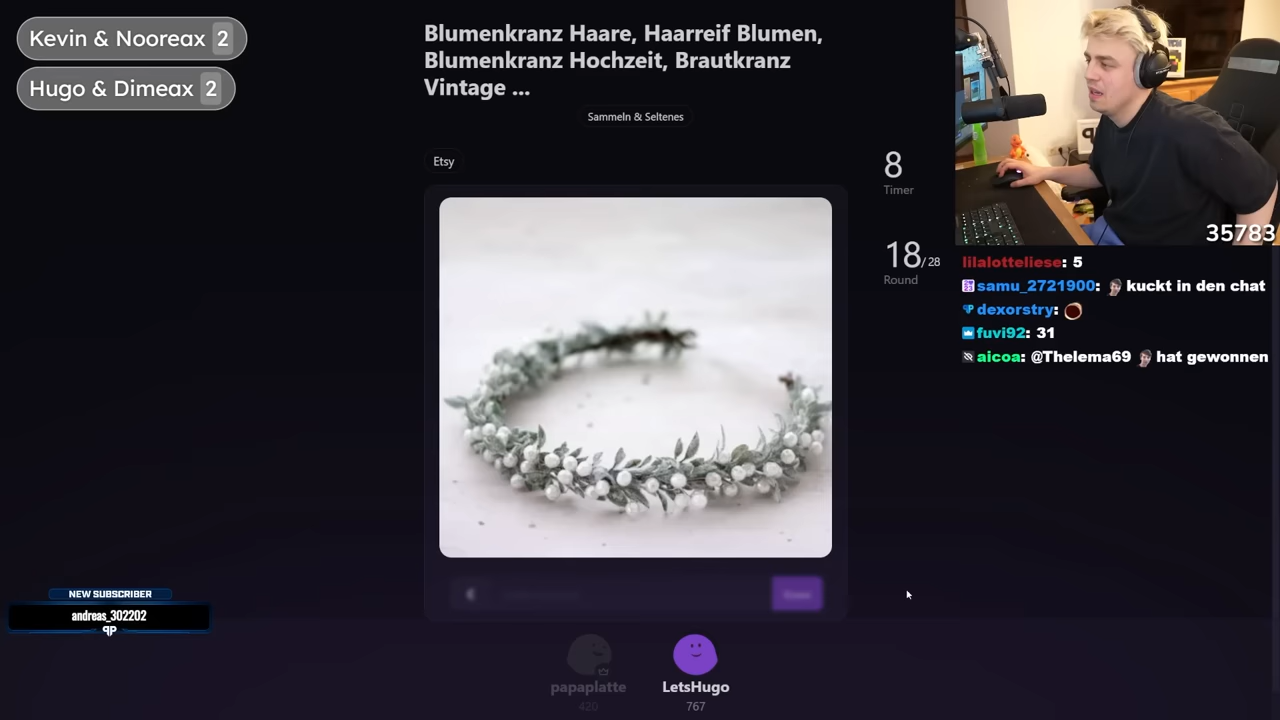 Kevin & Nooreax 2
Hugo & Dimeax 2
Blumenkranz Haare, Haarreif Blumen,
Blumenkranz Hochzeit, Brautkranz
Vintage ...
Sammeln & Seltenes
Etsy
8
Timer
18/28
Round
35783
lilalotteliese: 5
samu_2721900: kuckt in den chat
dexorstry:
fuvi92: 31
aicoa: @Thelema69 hat gewonnen
NEW SUBSCRIBER
andreas_302202
papaplatte
420
LetsHugo
767